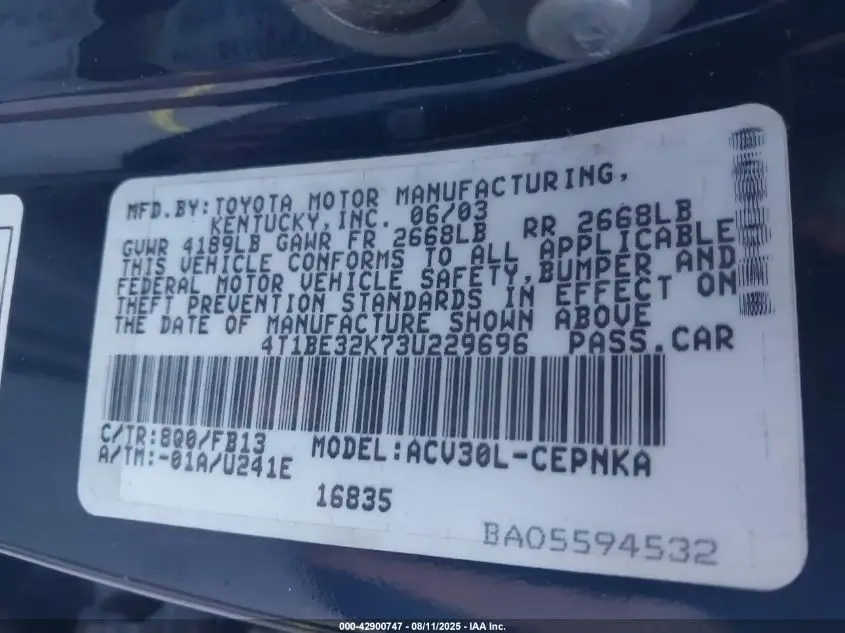 MFD.BY:TOYOTA MOTOR MANUFACTURING,
KENTUCKY,INC. 06/03
GVWR 4189LB GAWR FR 2668LB RR 2668LB
THIS VEHICLE CONFORMS TO ALL APPLICABLE
FEDERAL MOTOR VEHICLE SAFETY,BUMPER AND
THEFT PREVENTION STANDARDS IN EFFECT ON
THE DATE OF MANUFACTURE SHOWN ABOVE
4T1BE32K73U229696 PASS.CAR
C/TR:8Q0/FB13 MODEL:ACV30L-CEPNKA
A/TM:-01A/U241E
16835
BA05594532
000-42900747 - 08/11/2025 - IAA Inc.